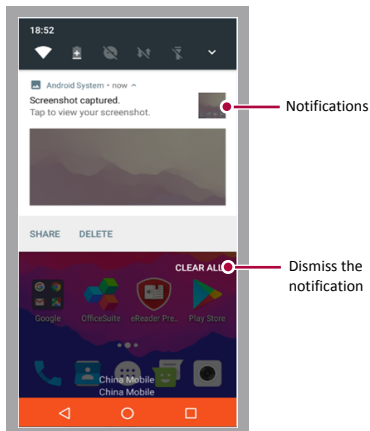 18:52
Android System • now
Screenshot captured.
Tap to view your screenshot.
Notifications
SHARE DELETE
CLEAR ALL
Dismiss the
notification
Google OfficeSuite eReader Pre.. Play Store
China Mobile
China Mobile